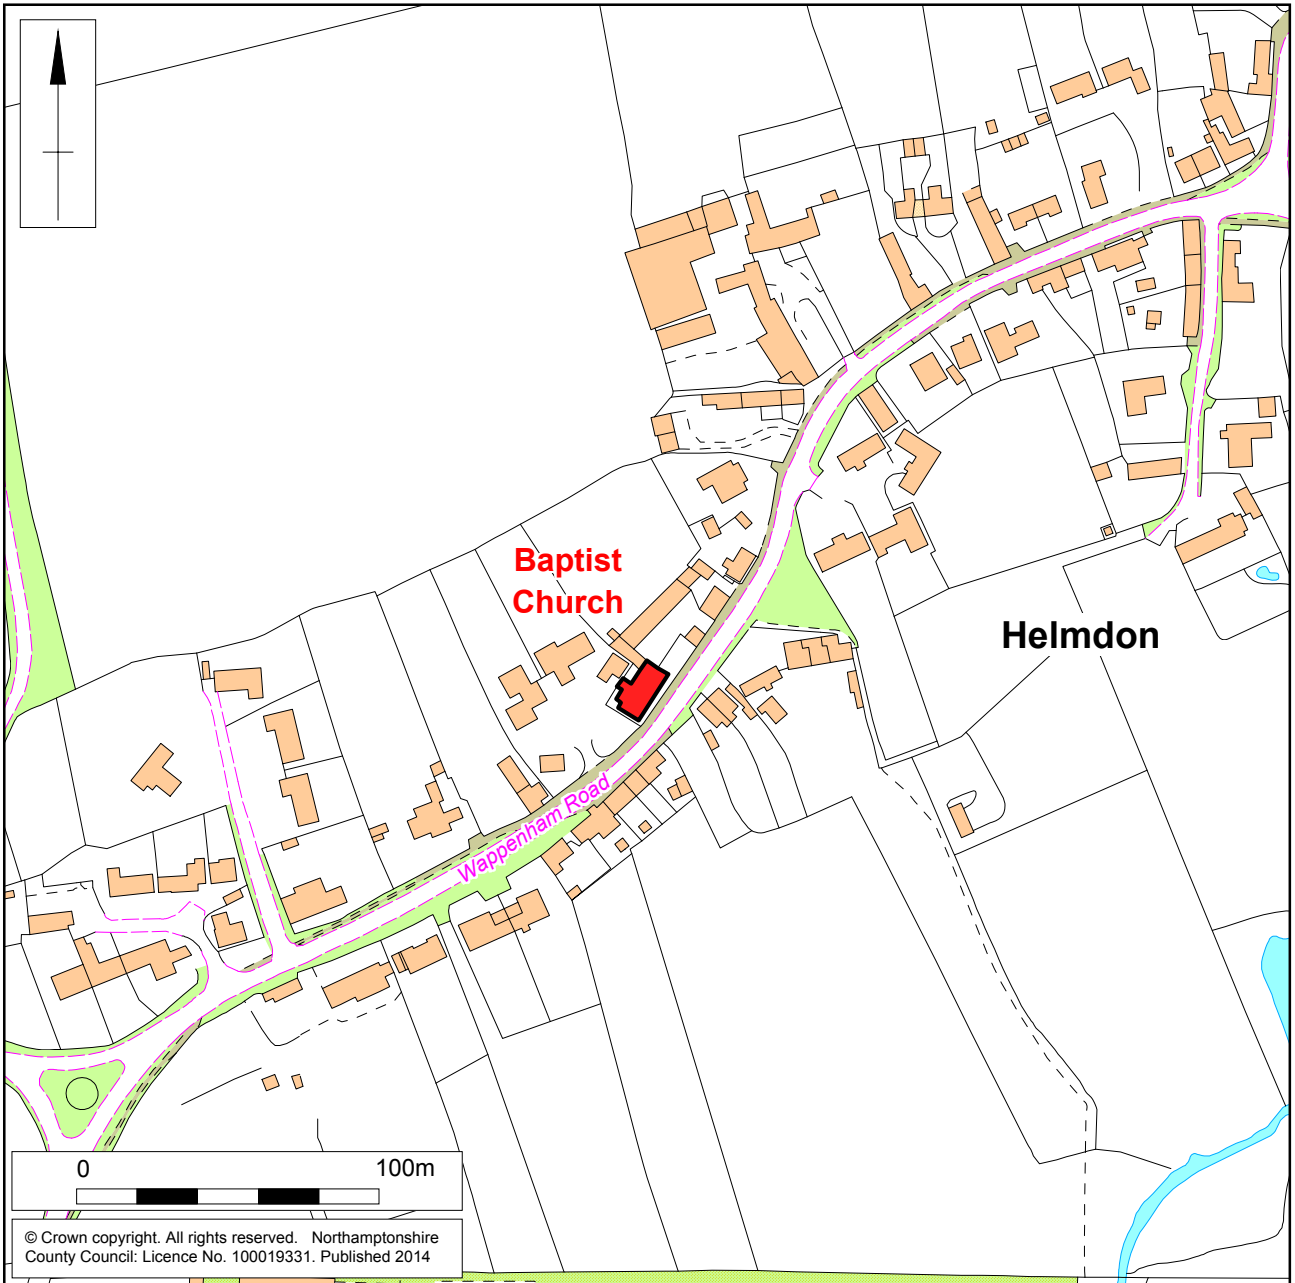 Baptist
Church
Helmdon
Wappenham Road
0 100m
© Crown copyright. All rights reserved. Northamptonshire
County Council: Licence No. 100019331. Published 2014